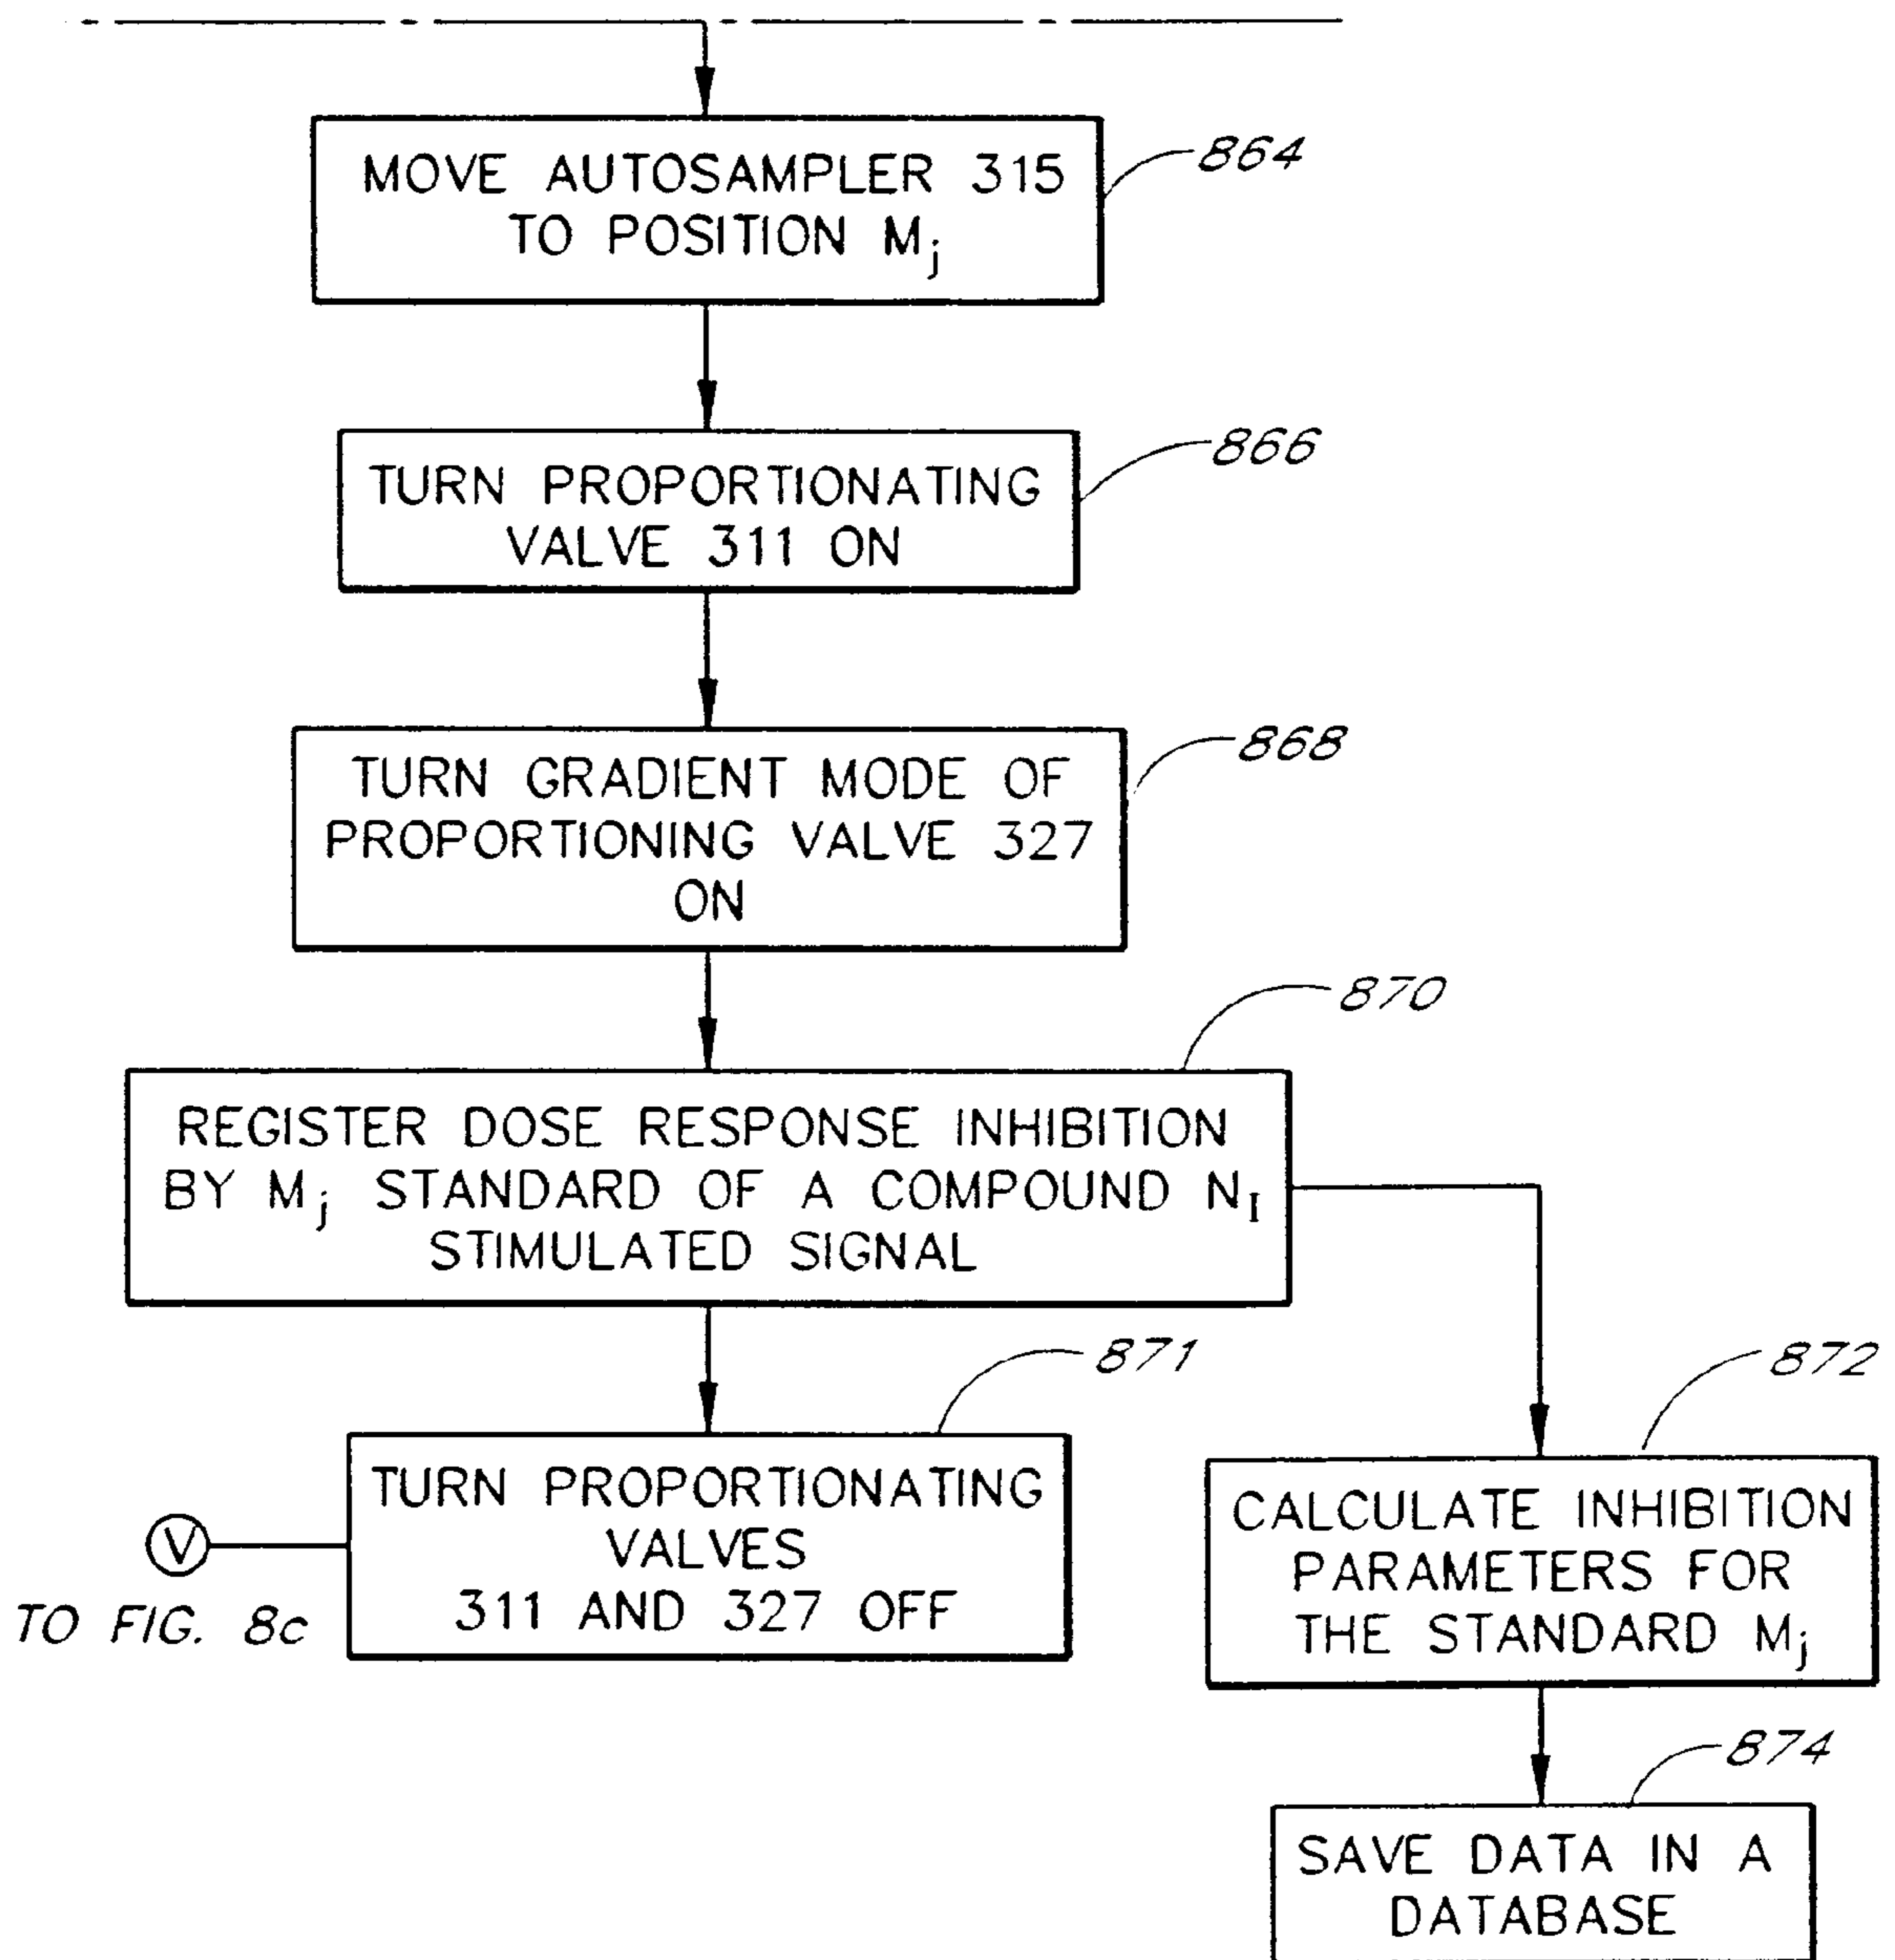 864
MOVE AUTOSAMPLER 315
TO POSITION Mj
866
TURN PROPORTIONATING
VALVE 311 ON
868
TURN GRADIENT MODE OF
PROPORTIONING VALVE 327
ON
870
REGISTER DOSE RESPONSE INHIBITION
BY Mj STANDARD OF A COMPOUND NI
STIMULATED SIGNAL
871
TURN PROPORTIONATING
VALVES
311 AND 327 OFF
V
TO FIG. 8c
872
CALCULATE INHIBITION
PARAMETERS FOR
THE STANDARD Mj
874
SAVE DATA IN A
DATABASE